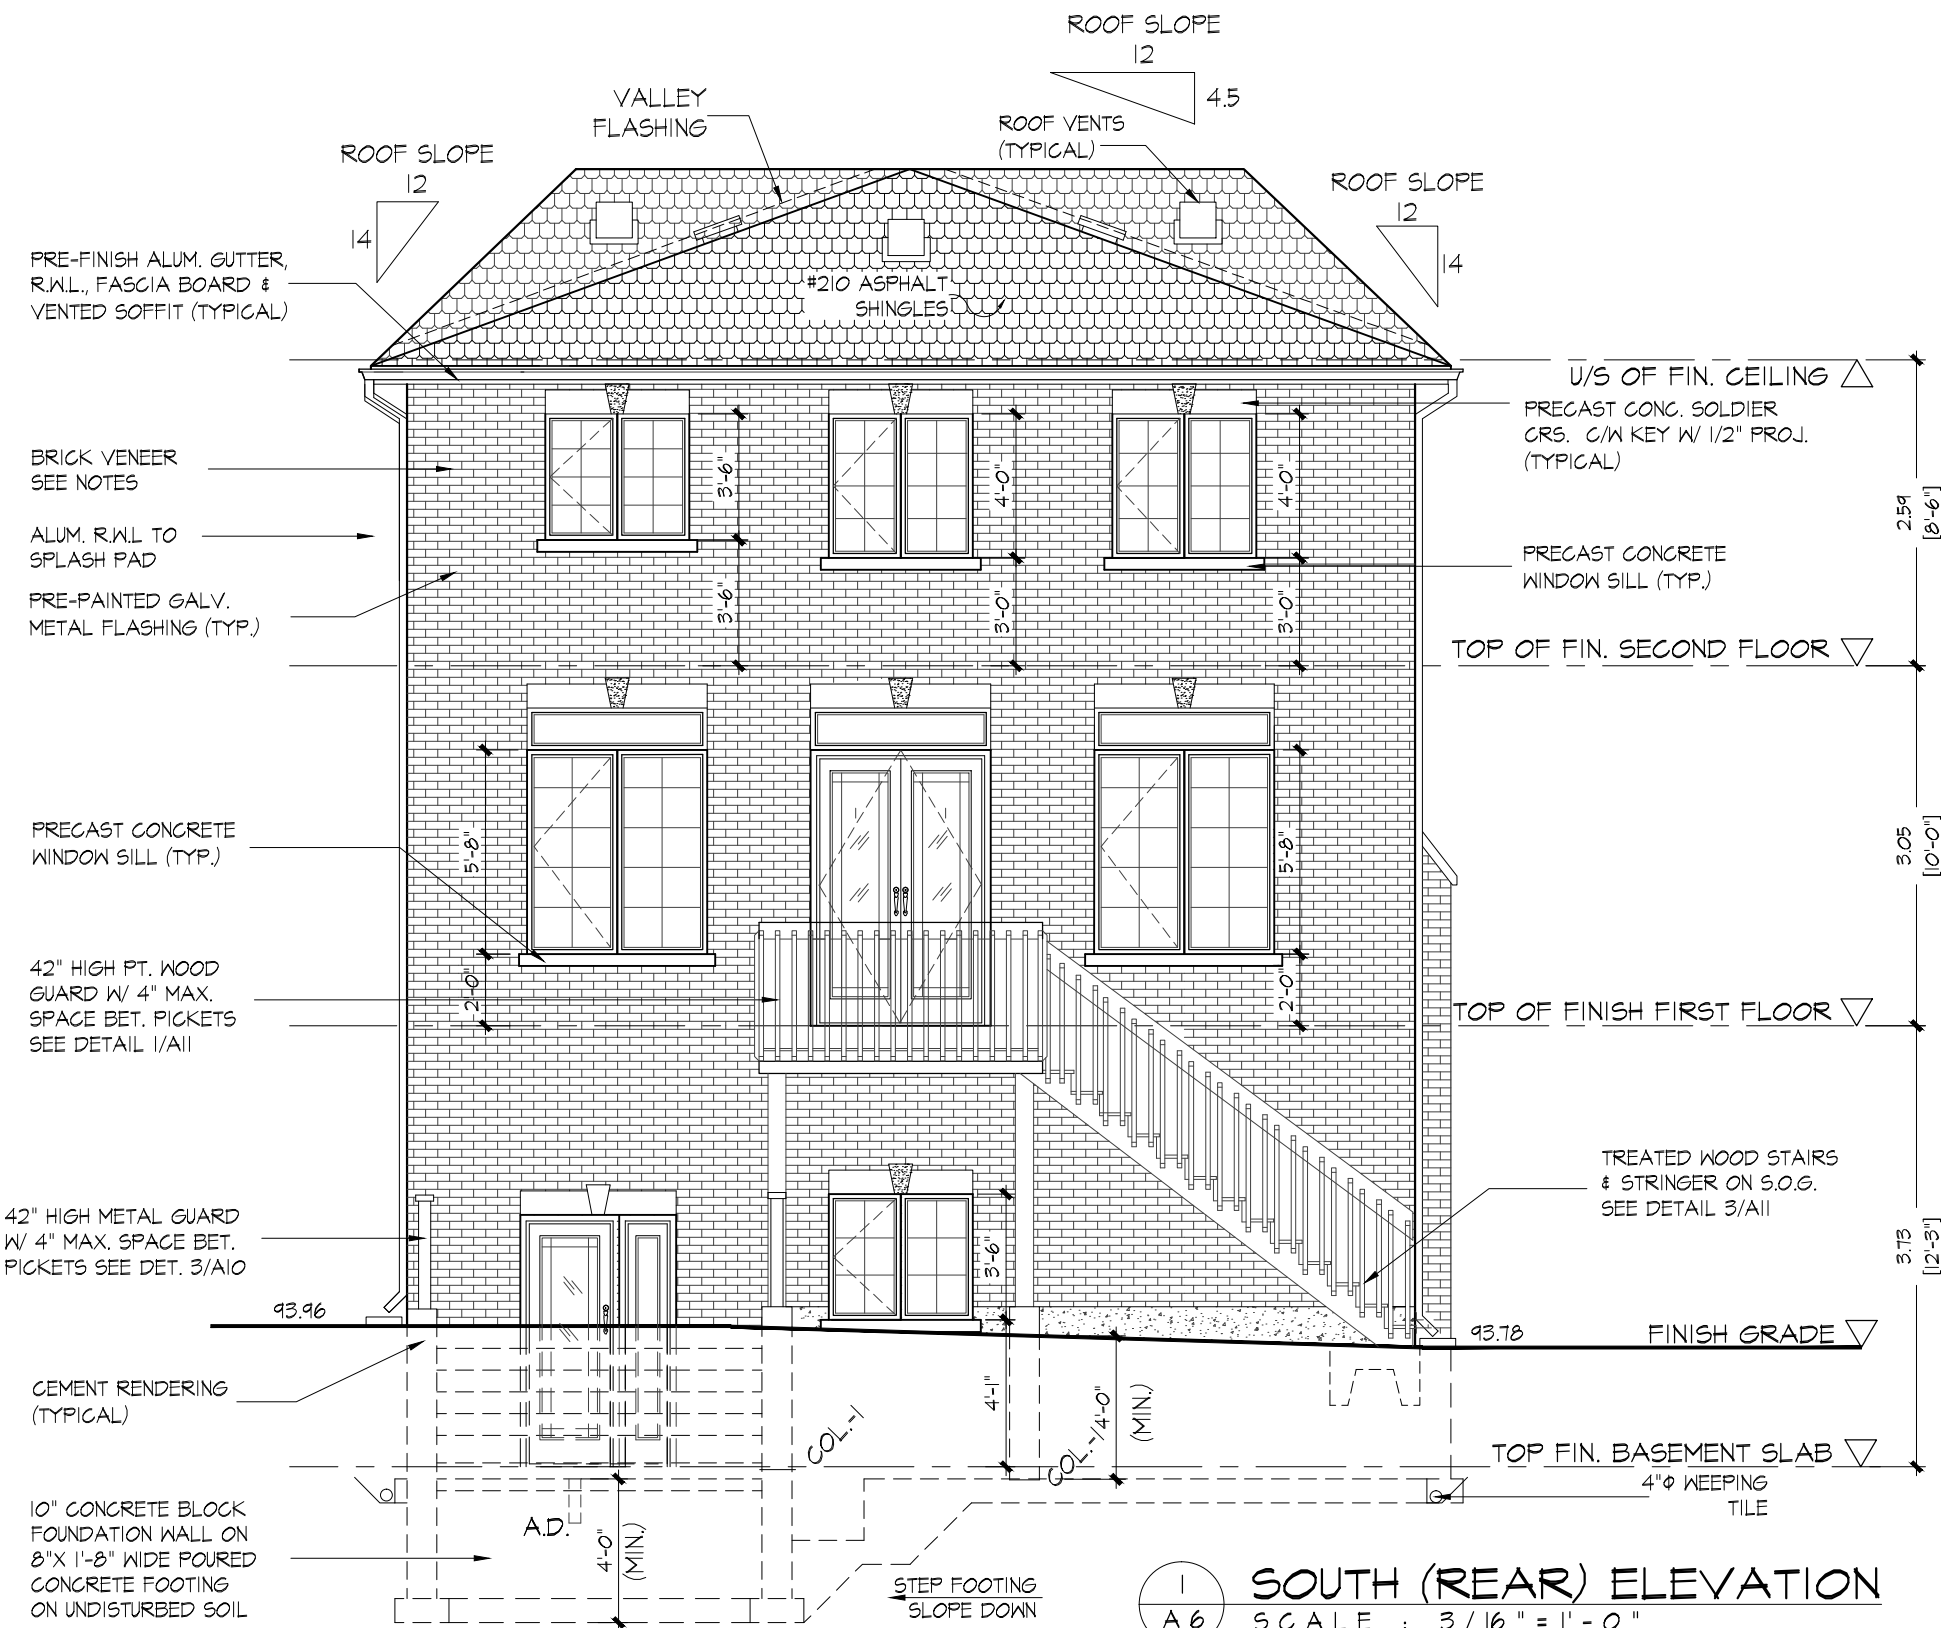 ROOF SLOPE
12
4.5
VALLEY
FLASHING
ROOF VENTS
(TYPICAL)
ROOF SLOPE
12
14
ROOF SLOPE
12
14
PRE-FINISH ALUM. GUTTER,
R.W.L., FASCIA BOARD &
VENTED SOFFIT (TYPICAL)
#210 ASPHALT
SHINGLES
U/S OF FIN. CEILING
PRECAST CONC. SOLDIER
CRS. C/W KEY W/ 1/2" PROJ.
(TYPICAL)
BRICK VENEER
SEE NOTES
3'-6"
4'-0"
4'-0"
2.59
[8'-6"]
ALUM. R.W.L TO
SPLASH PAD
PRECAST CONCRETE
WINDOW SILL (TYP.)
PRE-PAINTED GALV.
METAL FLASHING (TYP.)
3'-6"
3'-0"
3'-0"
TOP OF FIN. SECOND FLOOR
PRECAST CONCRETE
WINDOW SILL (TYP.)
5'-8"
5'-8"
3.05
[10'-0"]
42" HIGH PT. WOOD
GUARD W/ 4" MAX.
SPACE BET. PICKETS
SEE DETAIL 1/A11
2'-0"
2'-0"
TOP OF FINISH FIRST FLOOR
TREATED WOOD STAIRS
& STRINGER ON S.O.G.
SEE DETAIL 3/A11
42" HIGH METAL GUARD
W/ 4" MAX. SPACE BET.
PICKETS SEE DET. 3/A10
3'-6"
3.73
[12'-3"]
93.96
93.78
FINISH GRADE
CEMENT RENDERING
(TYPICAL)
4'-1"
4'-0"
(MIN.)
COL.-1
COL.-1
TOP FIN. BASEMENT SLAB
4"Φ WEEPING
TILE
10" CONCRETE BLOCK
FOUNDATION WALL ON
8"X 1'-8" WIDE POURED
CONCRETE FOOTING
ON UNDISTURBED SOIL
A.D.
4'-0"
(MIN.)
STEP FOOTING
SLOPE DOWN
1
A6
SOUTH (REAR) ELEVATION
SCALE : 3/16" = 1'-0"